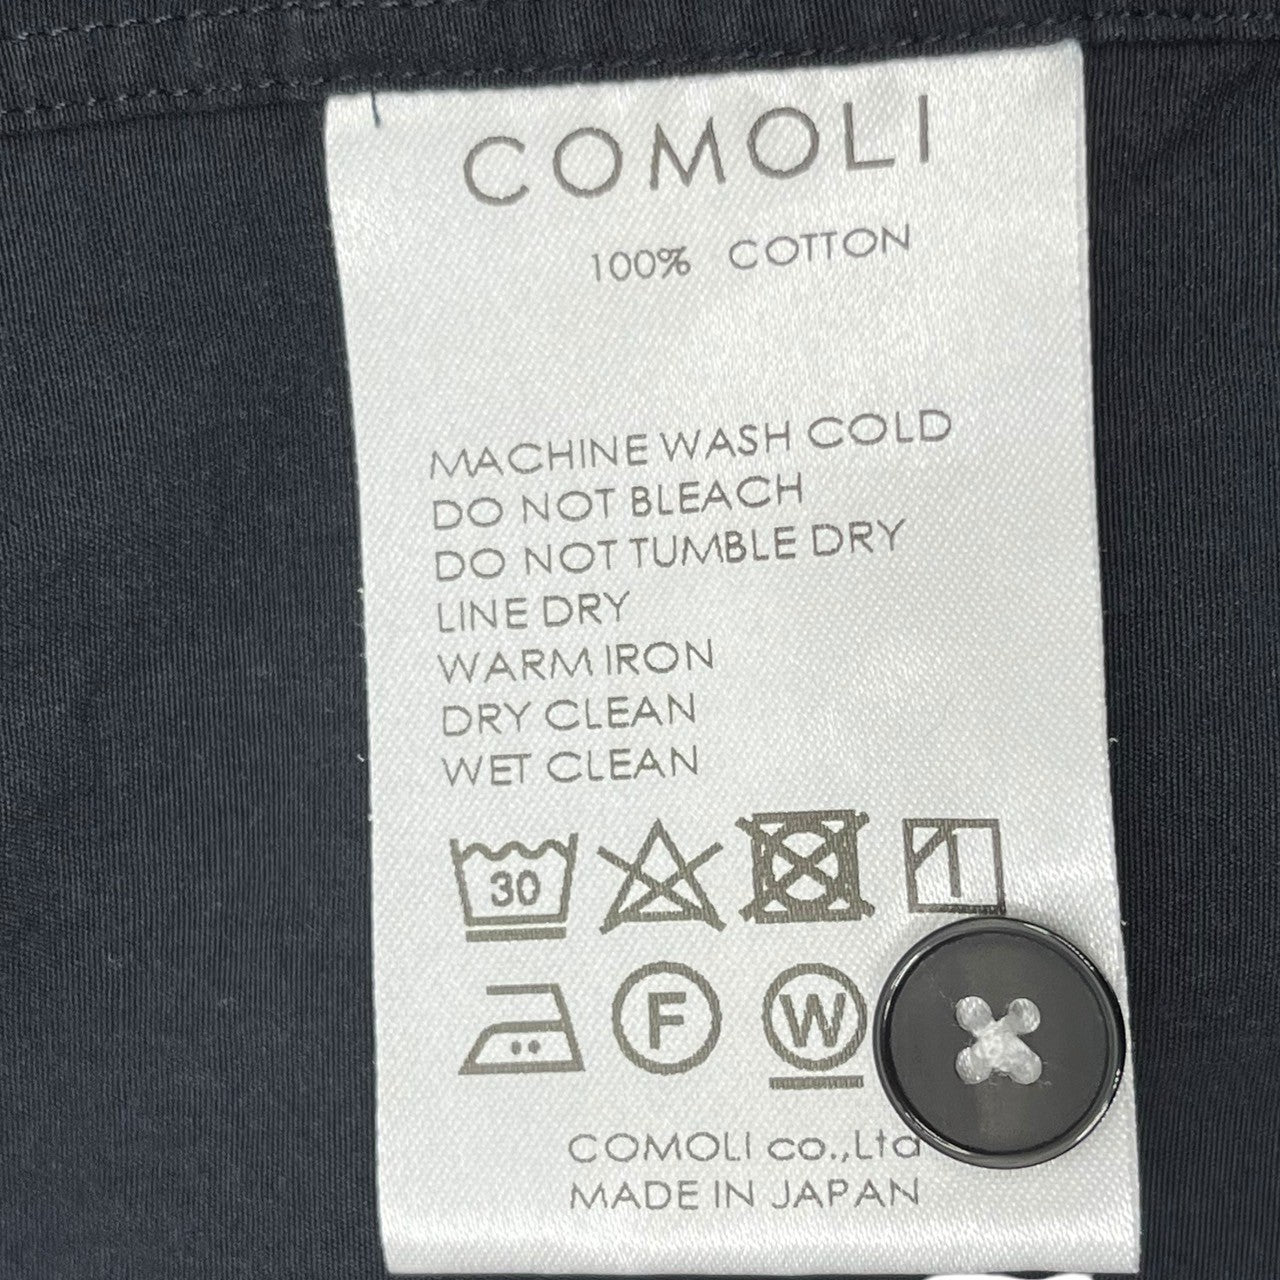 COMOLI
100% COTTON
MACHINE WASH COLD
DO NOT BLEACH
DO NOT TUMBLE DRY
LINE DRY
WARM IRON
DRY CLEAN
WET CLEAN
30
F W
COMOLI co.,Ltd
MADE IN JAPAN